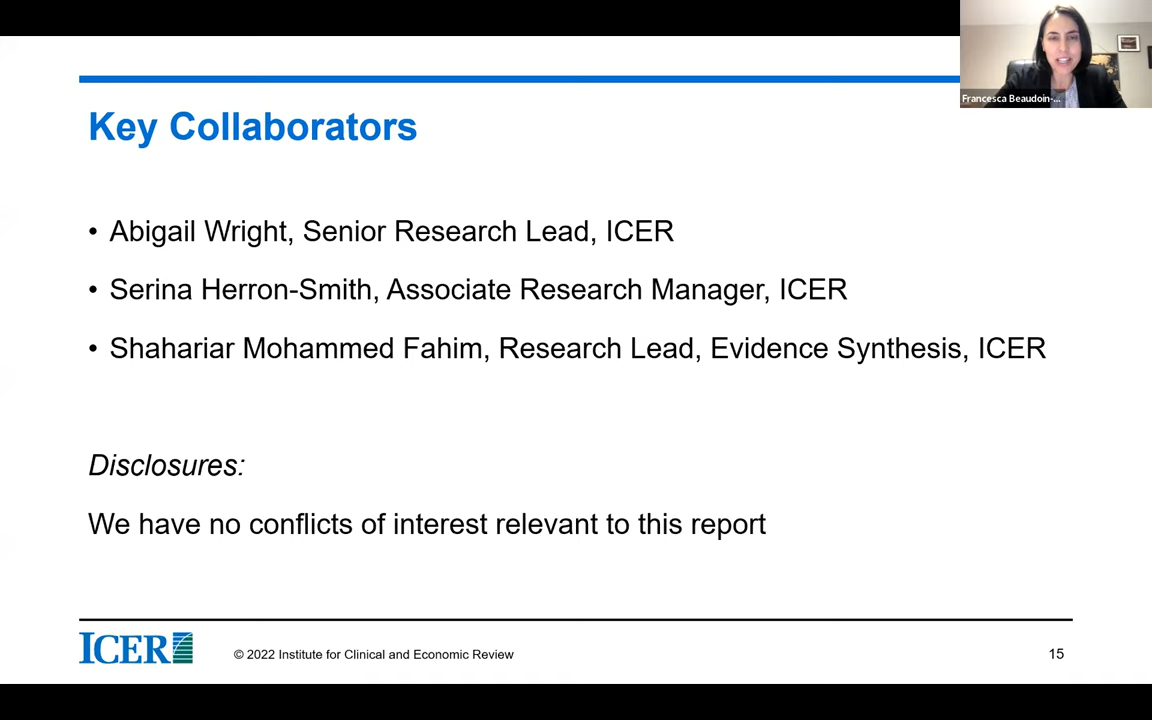 Francesca Beaudoin-...
Key Collaborators
• Abigail Wright, Senior Research Lead, ICER
• Serina Herron-Smith, Associate Research Manager, ICER
• Shahariar Mohammed Fahim, Research Lead, Evidence Synthesis, ICER
Disclosures:
We have no conflicts of interest relevant to this report
ICER
© 2022 Institute for Clinical and Economic Review
15